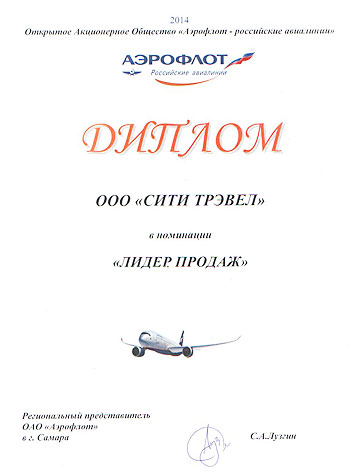 2014
Открытое Акционерное Общество «Аэрофлот - российские авиалинии»
АЭРОФЛОТ
Российские авиалинии
ДИПЛОМ
ООО «СИТИ ТРЭВЕЛ»
в номинации
«ЛИДЕР ПРОДАЖ»
Региональный представитель
ОАО «Аэрофлот»
в г. Самара
С.А.Лузгин